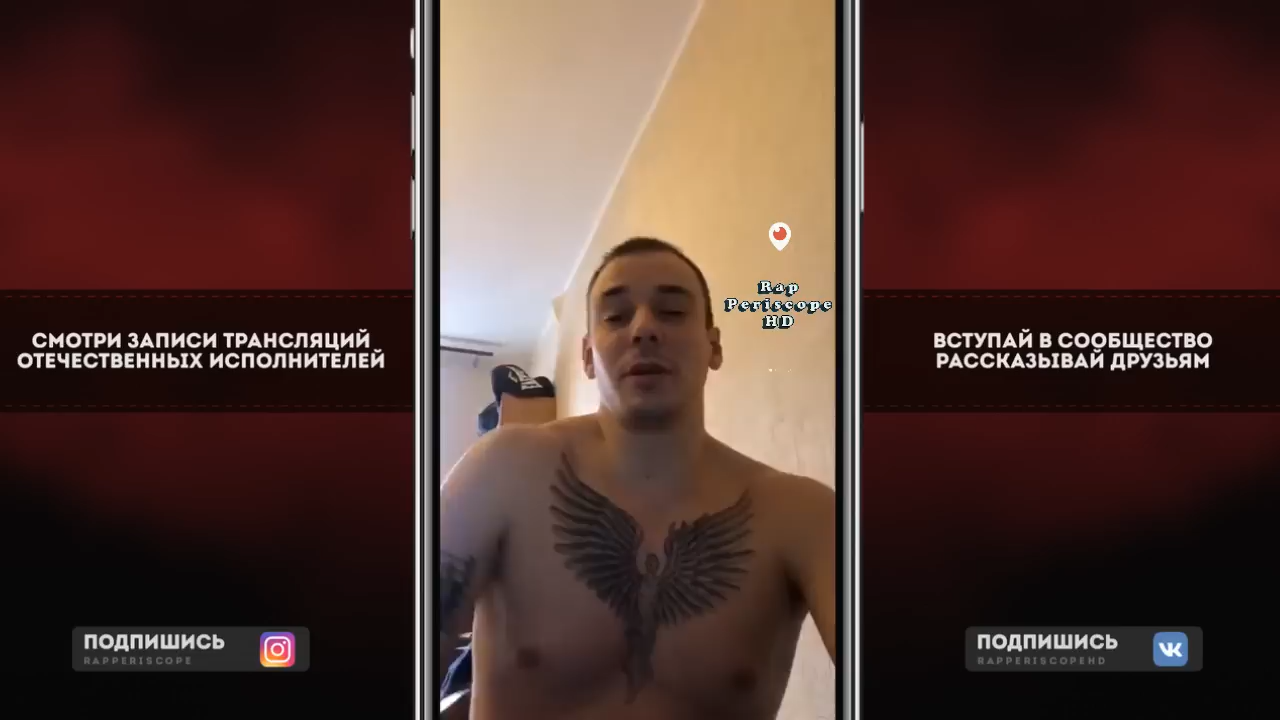 СМОТРИ ЗАПИСИ ТРАНСЛЯЦИЙ
ОТЕЧЕСТВЕННЫХ ИСПОЛНИТЕЛЕЙ
Rap
Periscope
HD
ВСТУПАЙ В СООБЩЕСТВО
РАССКАЗЫВАЙ ДРУЗЬЯМ
ПОДПИШИСЬ
RAPPERISCOPE
ПОДПИШИСЬ
RAPPERISCOPEHD